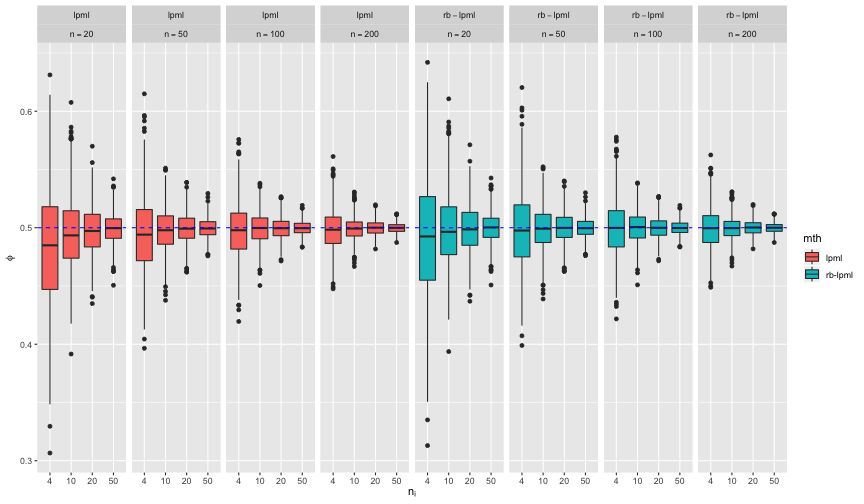 lpml lpml lpml lpml rb−lpml rb−lpml rb−lpml rb−lpml
n = 20 n = 50 n = 100 n = 200 n = 20 n = 50 n = 100 n = 200
0.6
0.5
0.4
0.3
ϕ
4 10 20 50 4 10 20 50 4 10 20 50 4 10 20 50 4 10 20 50 4 10 20 50 4 10 20 50 4 10 20 50
nᵢ
mth
lpml
rb-lpml